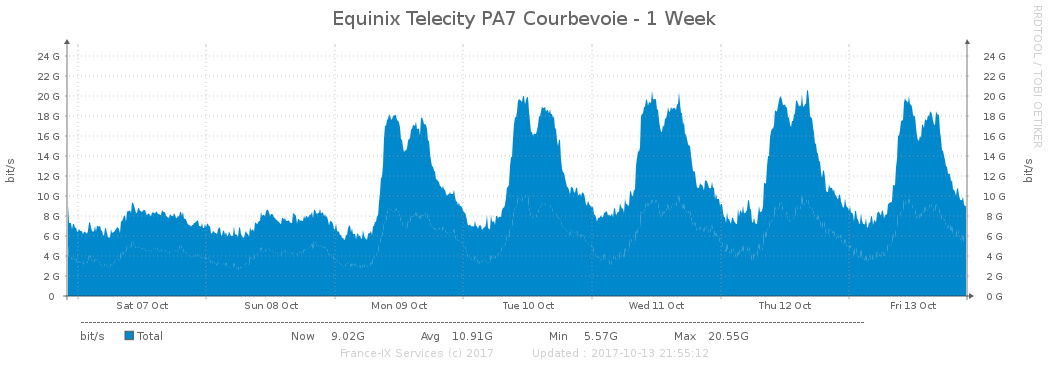 Equinix Telecity PA7 Courbevoie - 1 Week
RRDTOOL / TOBI OETIKER
24 G 24 G
22 G 22 G
20 G 20 G
18 G 18 G
16 G 16 G
14 G 14 G
12 G 12 G
10 G 10 G
8 G 8 G
6 G 6 G
4 G 4 G
2 G 2 G
0 0 G
bit/s
bit/s
Sat 07 Oct Sun 08 Oct Mon 09 Oct Tue 10 Oct Wed 11 Oct Thu 12 Oct Fri 13 Oct
bit/s Total Now 9.02G Avg 10.91G Min 5.57G Max 20.55G
France-IX Services (c) 2017 Updated : 2017-10-13 21:55:12